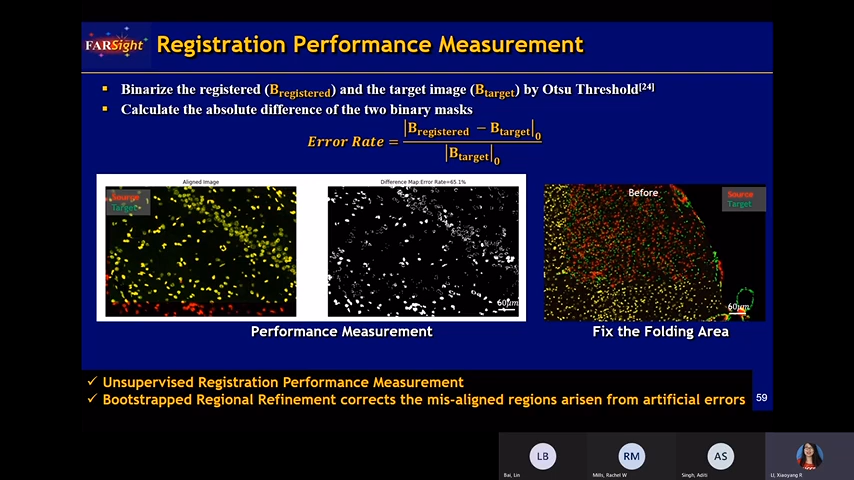 FARSight
Registration Performance Measurement
▪ Binarize the registered (B_registered) and the target image (B_target) by Otsu Threshold[24]
▪ Calculate the absolute difference of the two binary masks
Error Rate = |B_registered − B_target|_0 / |B_target|_0
Aligned Image
Difference Map Error Rate=65.1%
Source
Target
60μm
Before
Source
Target
60μm
Performance Measurement
Fix the Folding Area
✓ Unsupervised Registration Performance Measurement
✓ Bootstrapped Regional Refinement corrects the mis-aligned regions arisen from artificial errors
59
LB
RM
AS
Bai, Lin
Mills, Rachel W
Singh, Aditi
LI, Xiaoyang R